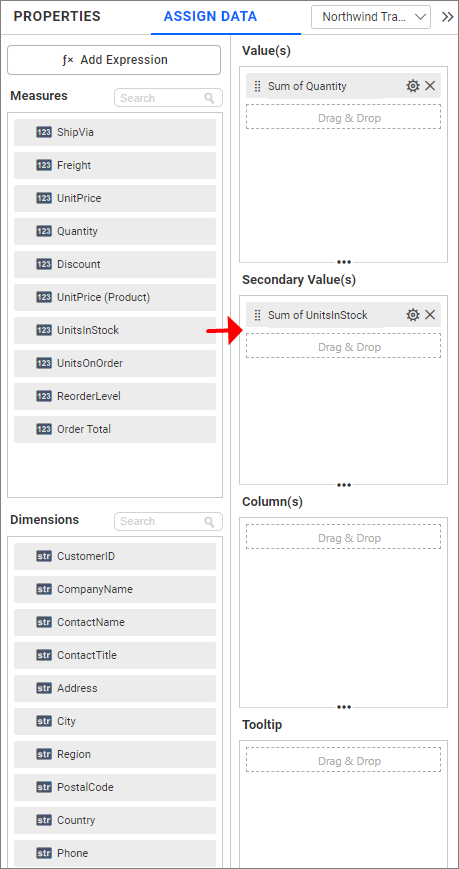 PROPERTIES
ASSIGN DATA
Northwind Tra...
ƒx Add Expression
Measures
Search
123 ShipVia
123 Freight
123 UnitPrice
123 Quantity
123 Discount
123 UnitPrice (Product)
123 UnitsInStock
123 UnitsOnOrder
123 ReorderLevel
123 Order Total
Dimensions
Search
str CustomerID
str CompanyName
str ContactName
str ContactTitle
str Address
str City
str Region
str PostalCode
str Country
str Phone
Value(s)
Sum of Quantity
Drag & Drop
Secondary Value(s)
Sum of UnitsInStock
Drag & Drop
Column(s)
Drag & Drop
Tooltip
Drag & Drop